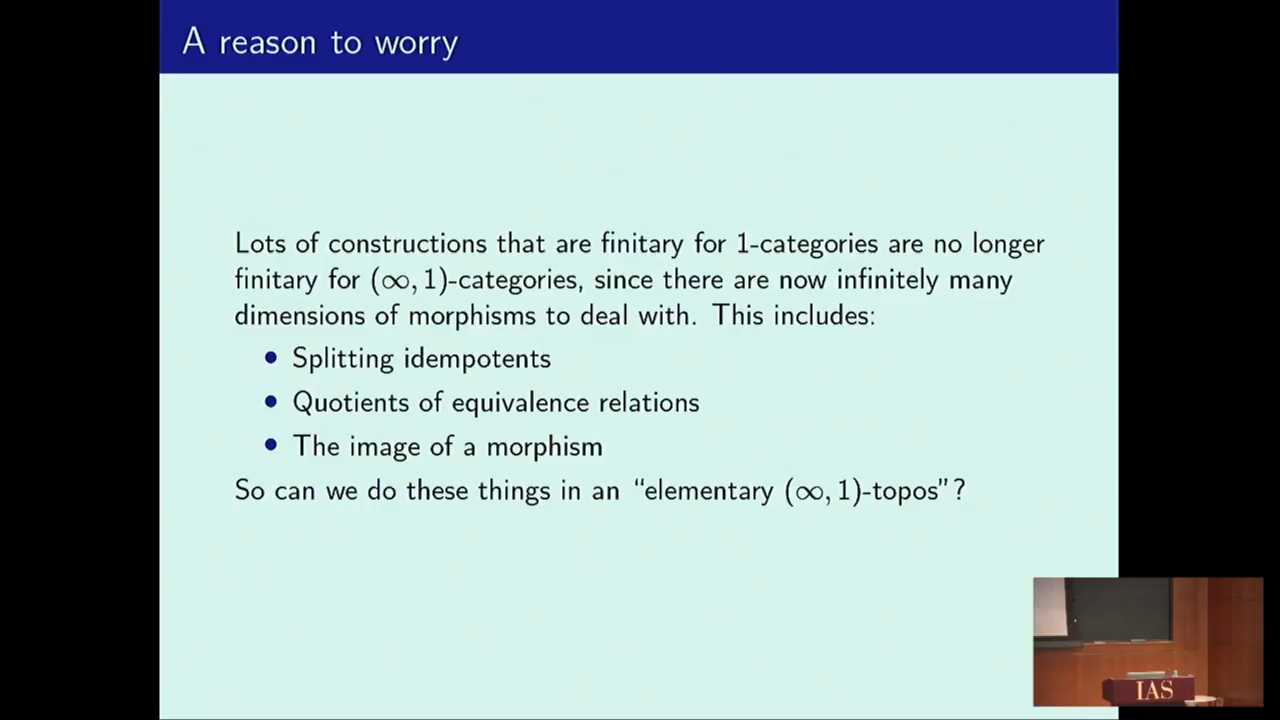 A reason to worry
Lots of constructions that are finitary for 1-categories are no longer
finitary for (∞, 1)-categories, since there are now infinitely many
dimensions of morphisms to deal with. This includes:
• Splitting idempotents
• Quotients of equivalence relations
• The image of a morphism
So can we do these things in an “elementary (∞, 1)-topos”?
IAS